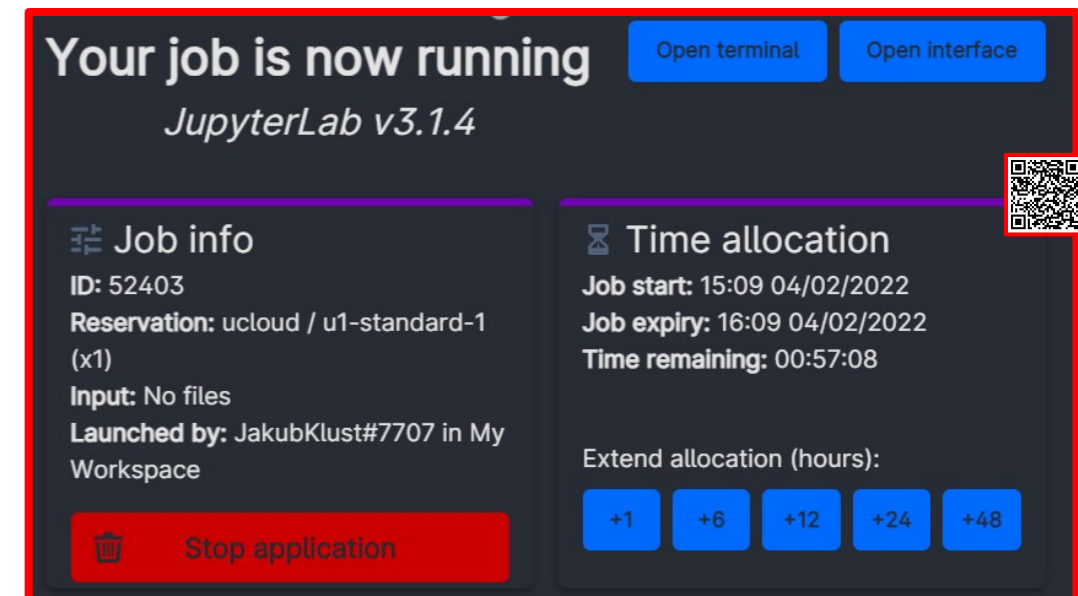 Your job is now running
Open terminal
Open interface
JupyterLab v3.1.4
Job info
ID: 52403
Reservation: ucloud / u1-standard-1
(x1)
Input: No files
Launched by: JakubKlust#7707 in My
Workspace
Stop application
Time allocation
Job start: 15:09 04/02/2022
Job expiry: 16:09 04/02/2022
Time remaining: 00:57:08
Extend allocation (hours):
+1
+6
+12
+24
+48